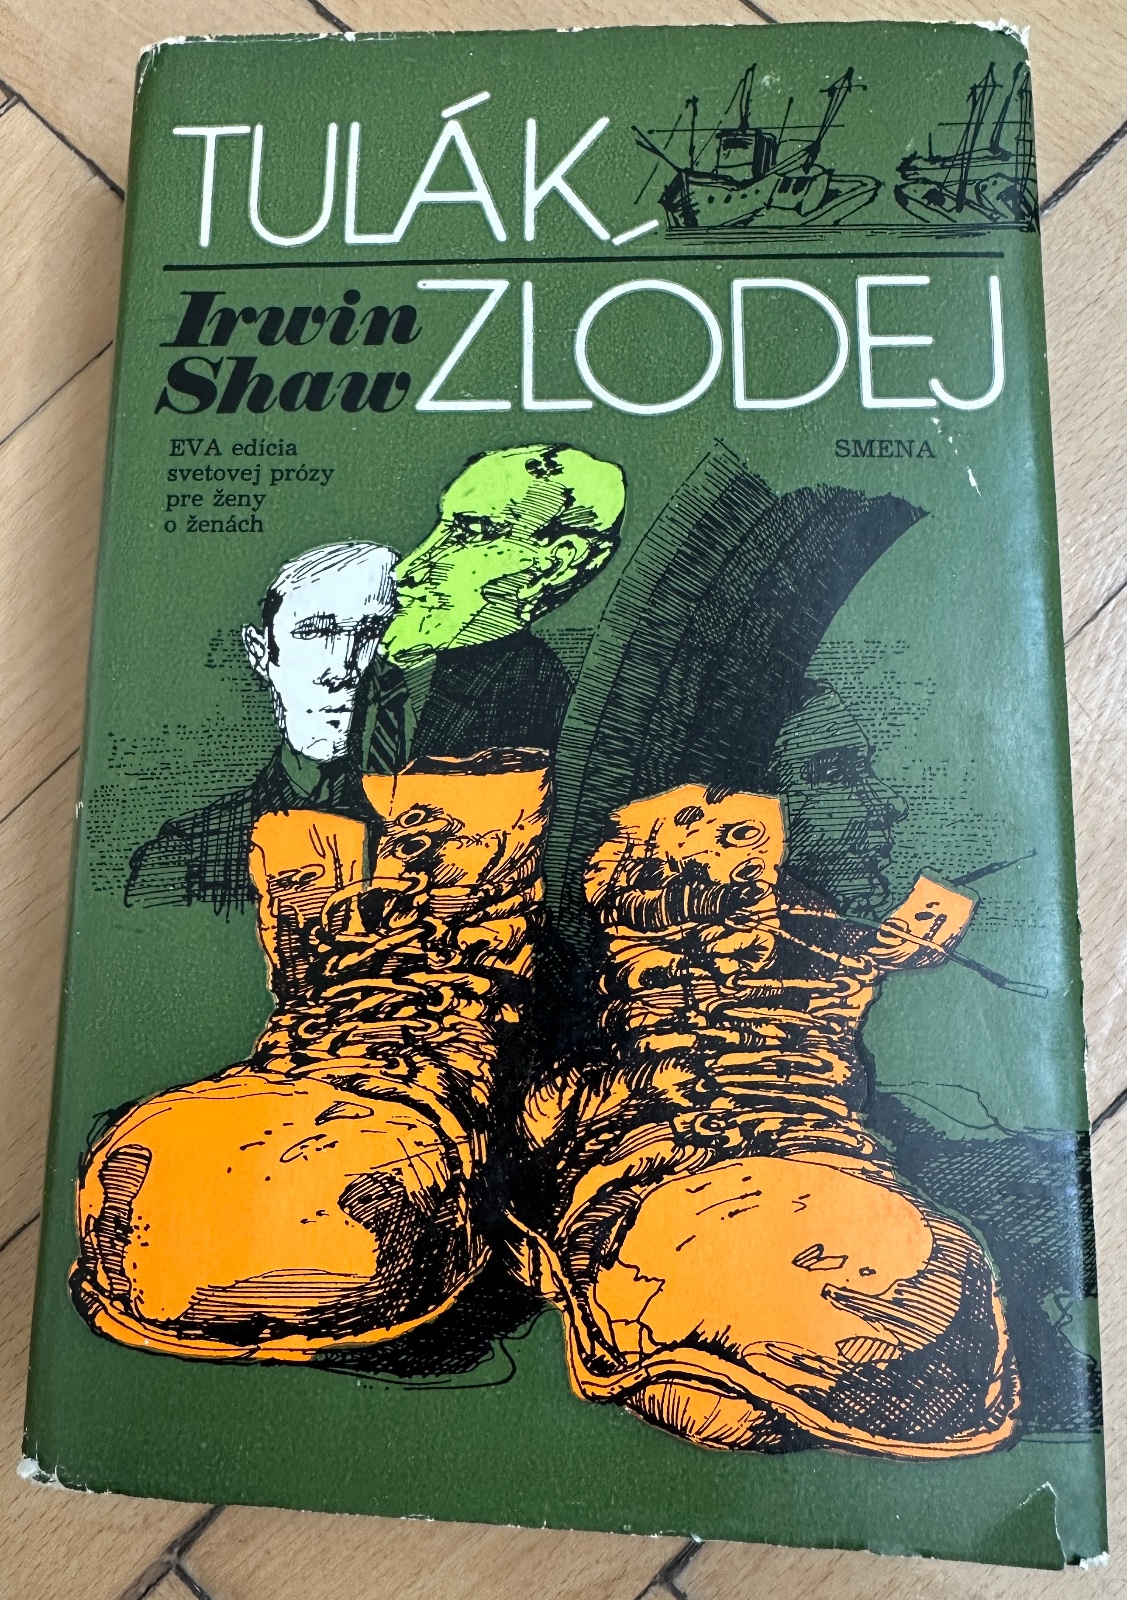 TULÁK,
ZLODEJ
Irwin
Shaw
EVA edícia
svetovej prózy
pre ženy
o ženách
SMENA